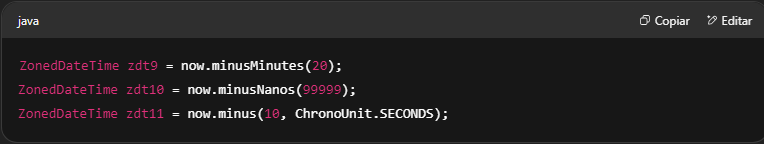 java
Copiar
Editar
ZonedDateTime zdt9 = now.minusMinutes(20);
ZonedDateTime zdt10 = now.minusNanos(99999);
ZonedDateTime zdt11 = now.minus(10, ChronoUnit.SECONDS);